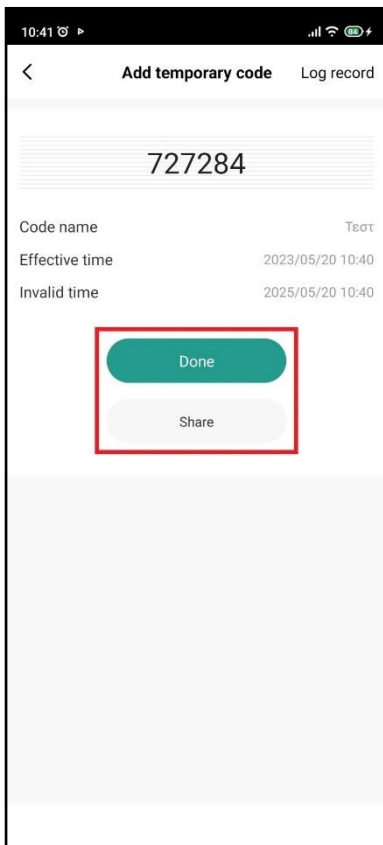 10:41 84
Add temporary code Log record
727284
Code name Τεστ
Effective time 2023/05/20 10:40
Invalid time 2025/05/20 10:40
Done
Share